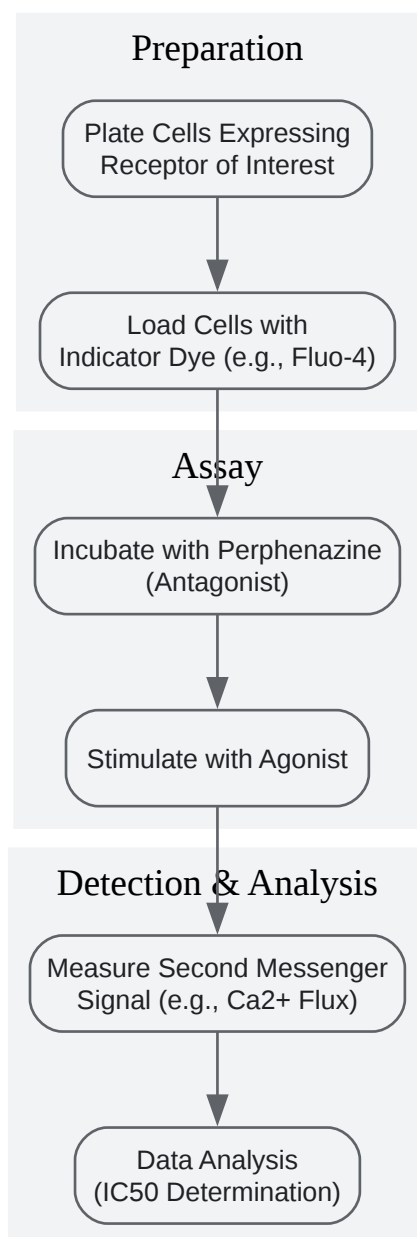 Preparation
Plate Cells Expressing
Receptor of Interest
Load Cells with
Indicator Dye (e.g., Fluo-4)
Assay
Incubate with Perphenazine
(Antagonist)
Stimulate with Agonist
Detection & Analysis
Measure Second Messenger
Signal (e.g., Ca2+ Flux)
Data Analysis
(IC50 Determination)